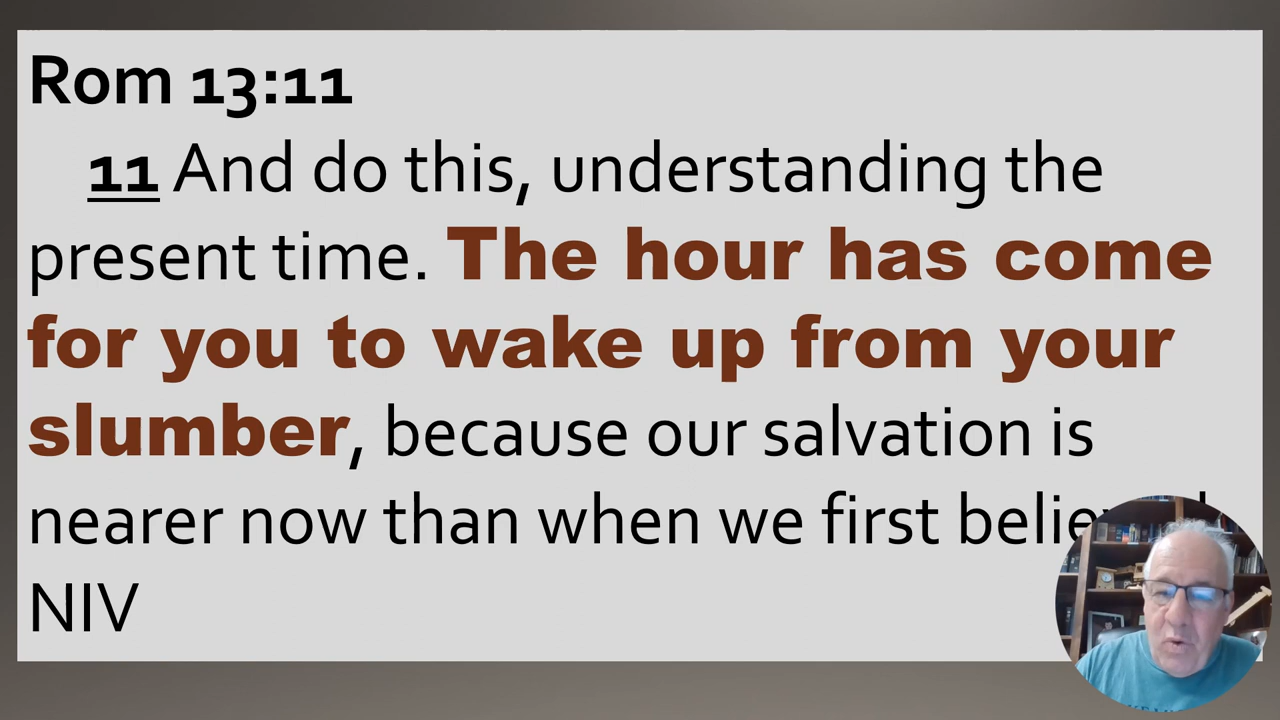 Rom 13:11
11 And do this, understanding the
present time. The hour has come
for you to wake up from your
slumber, because our salvation is
nearer now than when we first
NIV